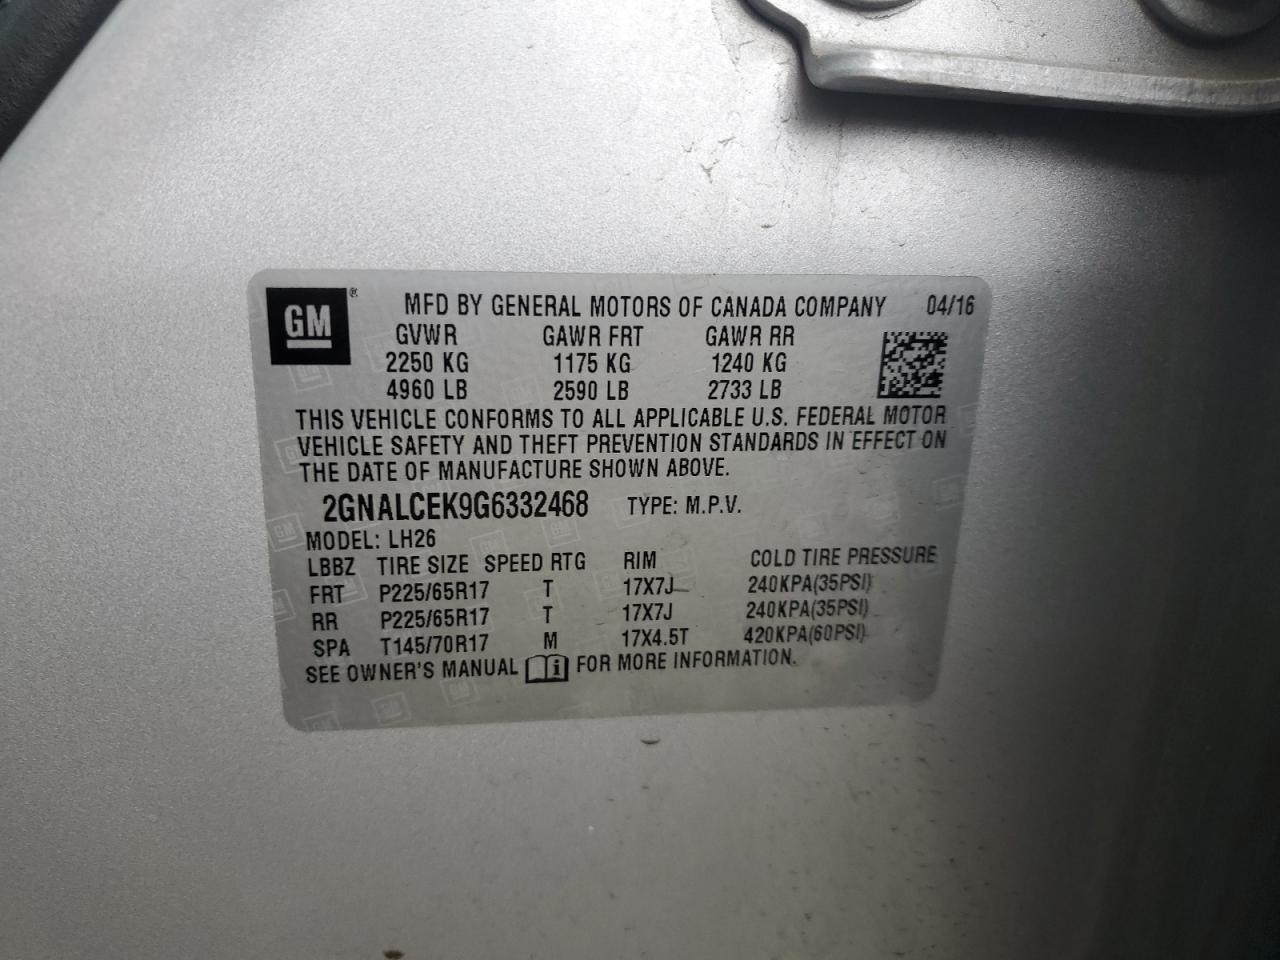 GM ® MFD BY GENERAL MOTORS OF CANADA COMPANY 04/16
GVWR GAWR FRT GAWR RR
2250 KG 1175 KG 1240 KG
4960 LB 2590 LB 2733 LB
THIS VEHICLE CONFORMS TO ALL APPLICABLE U.S. FEDERAL MOTOR
VEHICLE SAFETY AND THEFT PREVENTION STANDARDS IN EFFECT ON
THE DATE OF MANUFACTURE SHOWN ABOVE.
2GNALCEK9G6332468 TYPE: M.P.V.
MODEL: LH26
LBBZ TIRE SIZE SPEED RTG RIM COLD TIRE PRESSURE
FRT P225/65R17 T 17X7J 240KPA(35PSI)
RR P225/65R17 T 17X7J 240KPA(35PSI)
SPA T145/70R17 M 17X4.5T 420KPA(60PSI)
SEE OWNER'S MANUAL i FOR MORE INFORMATION.